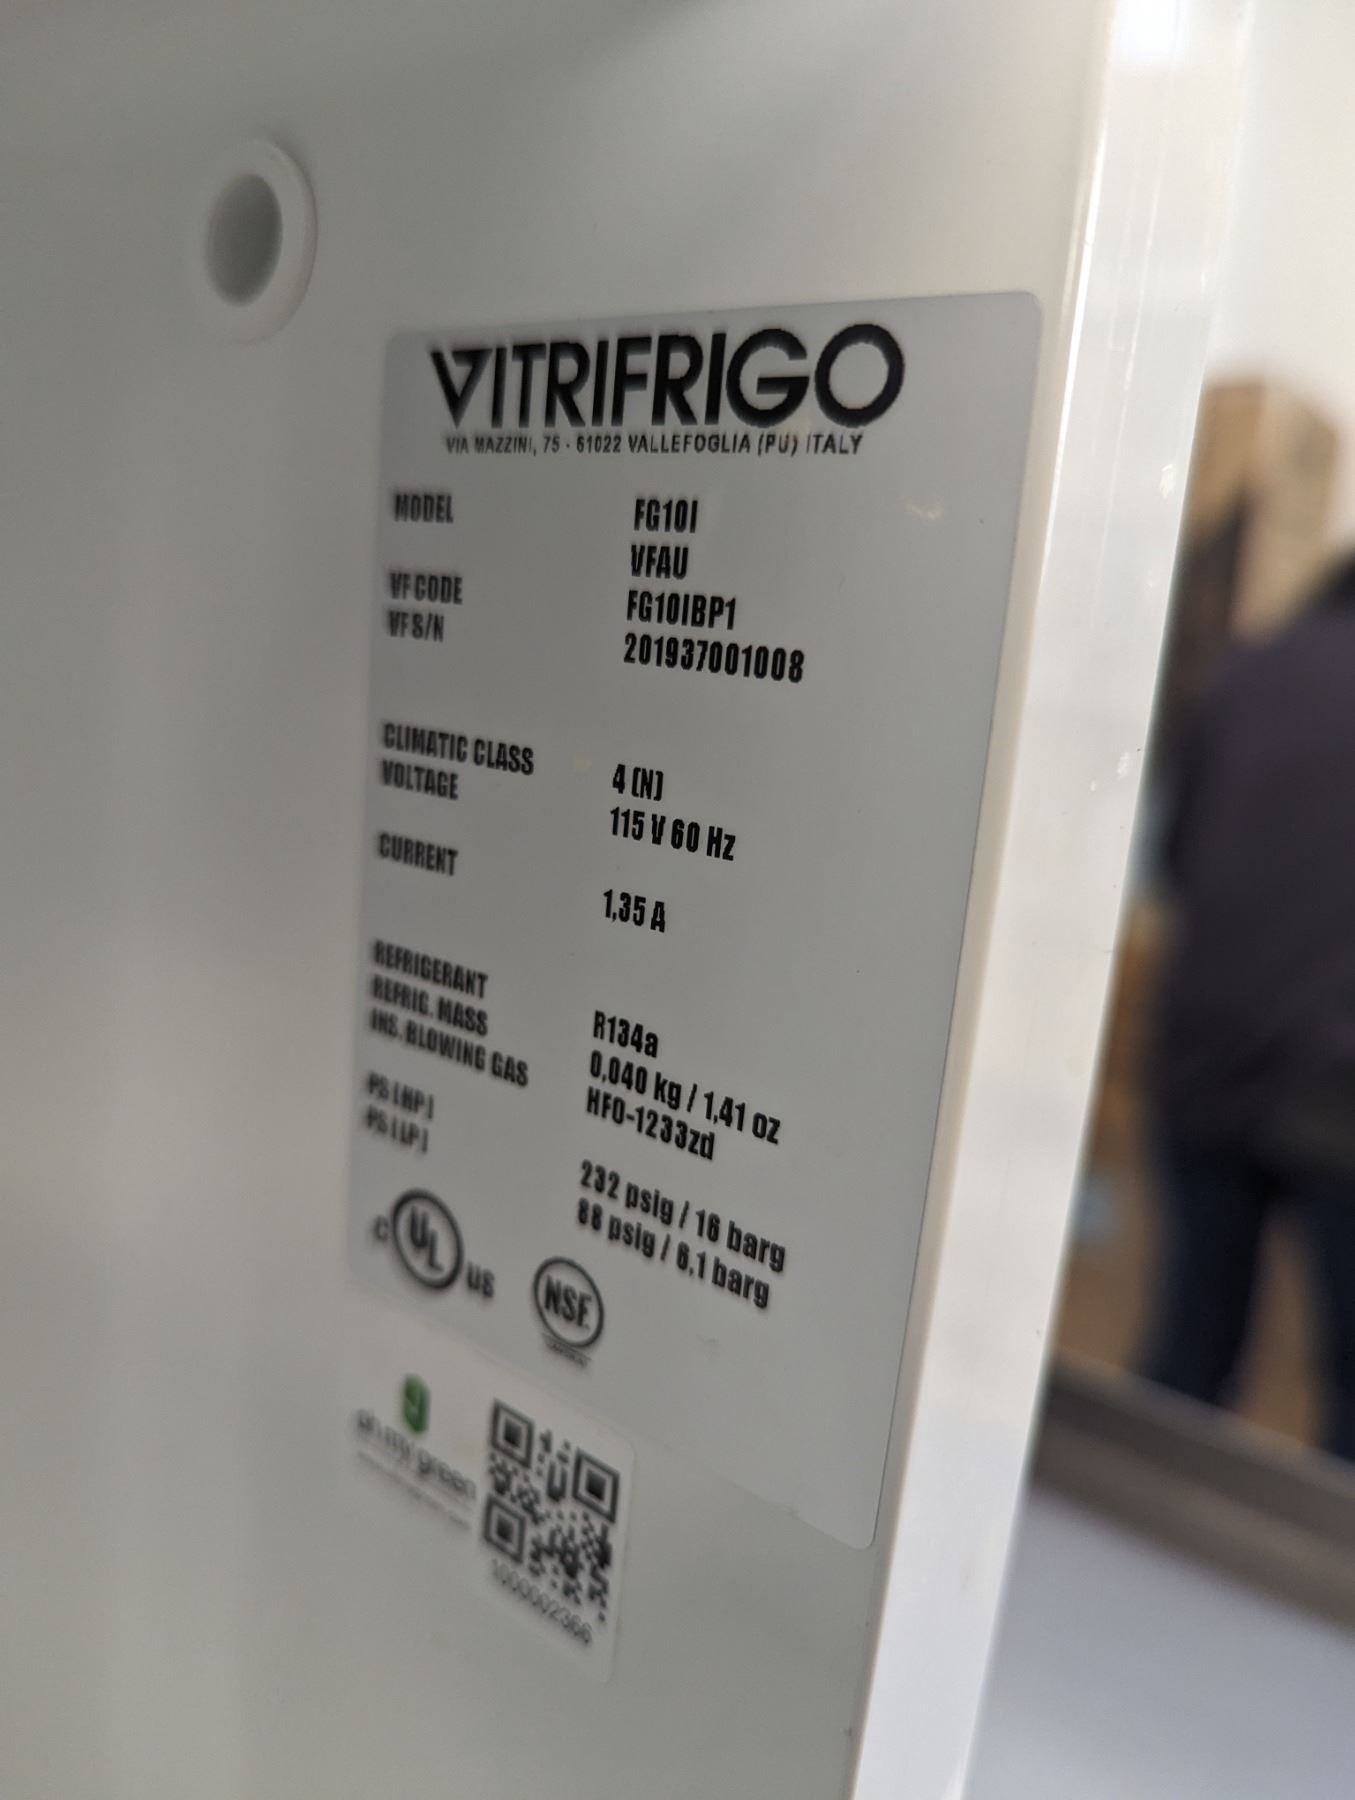 VITRIFRIGO
VIA MAZZINI, 75 - 61022 VALLEFOGLIA (PU) ITALY
MODEL FG10I
VFAU
VF CODE FG10IBP1
VF S/N 201937001008
CLIMATIC CLASS 4 (N)
VOLTAGE 115 V 60 Hz
CURRENT 1,35 A
REFRIGERANT R134a
REFRIG. MASS 0,040 kg / 1,41 oz
INS. BLOWING GAS HFO-1233zd
PS (HP) 232 psig / 16 barg
PS (LP) 88 psig / 6.1 barg
C UL US
NSF
green
1000002366